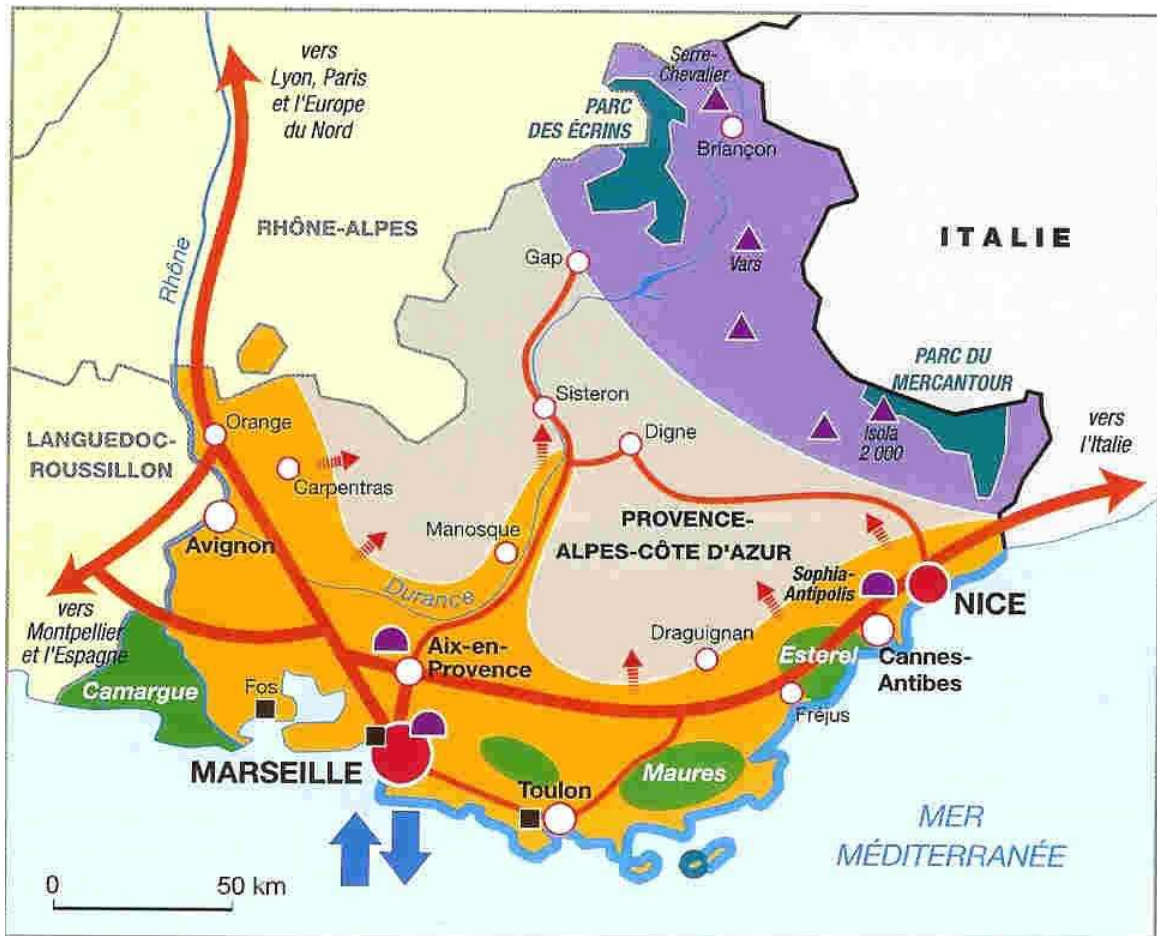 vers
Lyon, Paris
et l'Europe
du Nord
Serre-
Chevalier
PARC
DES ÉCRINS
Briançon
RHÔNE-ALPES
ITALIE
Rhône
Gap
Vars
PARC DU
MERCANTOUR
Sisteron
Orange
Digne
Isola
2 000
vers
l'Italie
LANGUEDOC-
ROUSSILLON
Carpentras
Manosque
PROVENCE-
ALPES-CÔTE D'AZUR
Avignon
Durance
Sophia-
Antipolis
NICE
vers
Montpellier
et l'Espagne
Draguignan
Esterel
Cannes-
Antibes
Aix-en-
Provence
Camargue
Fos
Fréjus
MARSEILLE
Maures
Toulon
MER
MÉDITERRANÉE
0 50 km